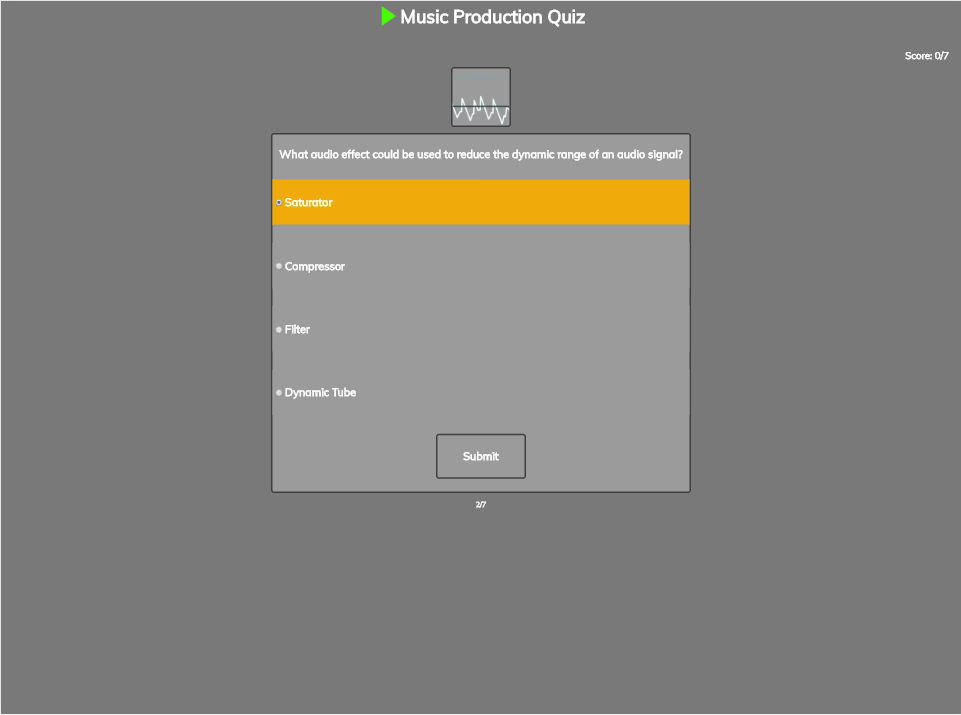 Music Production Quiz
Score: 0/7
What audio effect could be used to reduce the dynamic range of an audio signal?
Saturator
Compressor
Filter
Dynamic Tube
Submit
2/7